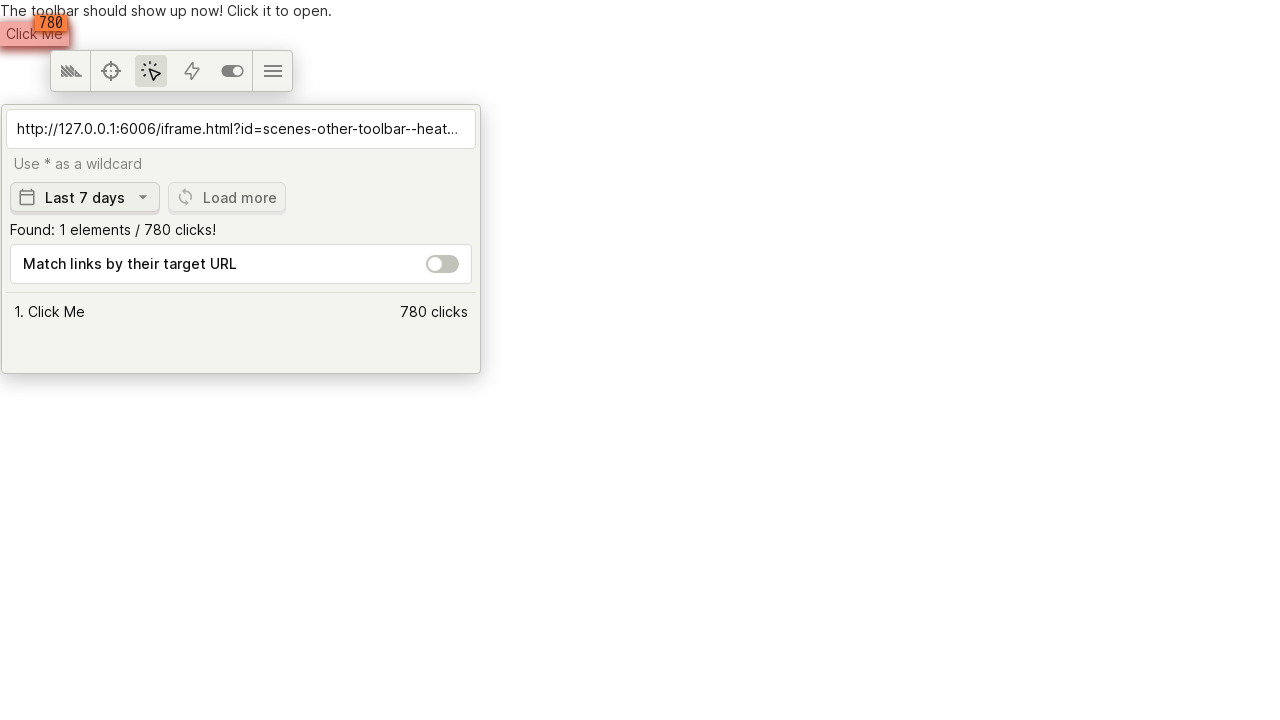 The toolbar should show up now! Click it to open.
780
Click Me
http://127.0.0.1:6006/iframe.html?id=scenes-other-toolbar--heat...
Use * as a wildcard
Last 7 days
Load more
Found: 1 elements / 780 clicks!
Match links by their target URL
1. Click Me 780 clicks